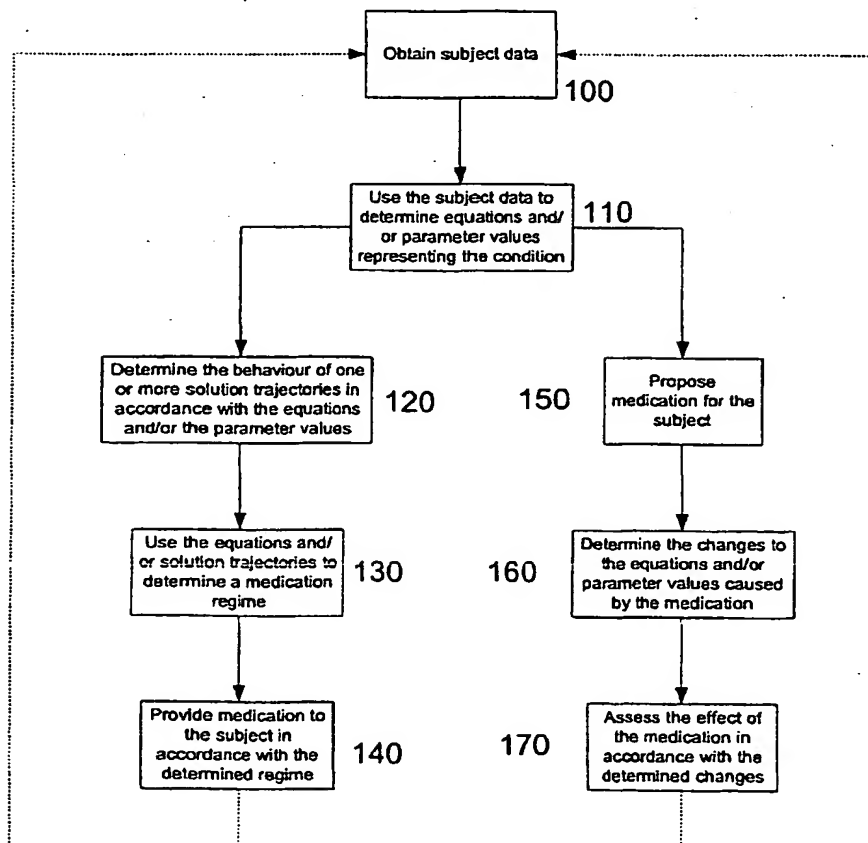 Obtain subject data
100
Use the subject data to
determine equations and/
or parameter values
representing the condition
110
Determine the behaviour of one
or more solution trajectories in
accordance with the equations
and/or the parameter values
120
150
Propose
medication for the
subject
Use the equations and/
or solution trajectories to
determine a medication
regime
130
160
Determine the changes to
the equations and/or
parameter values caused
by the medication
Provide medication to
the subject in
accordance with the
determined regime
140
170
Assess the effect of
the medication in
accordance with the
determined changes